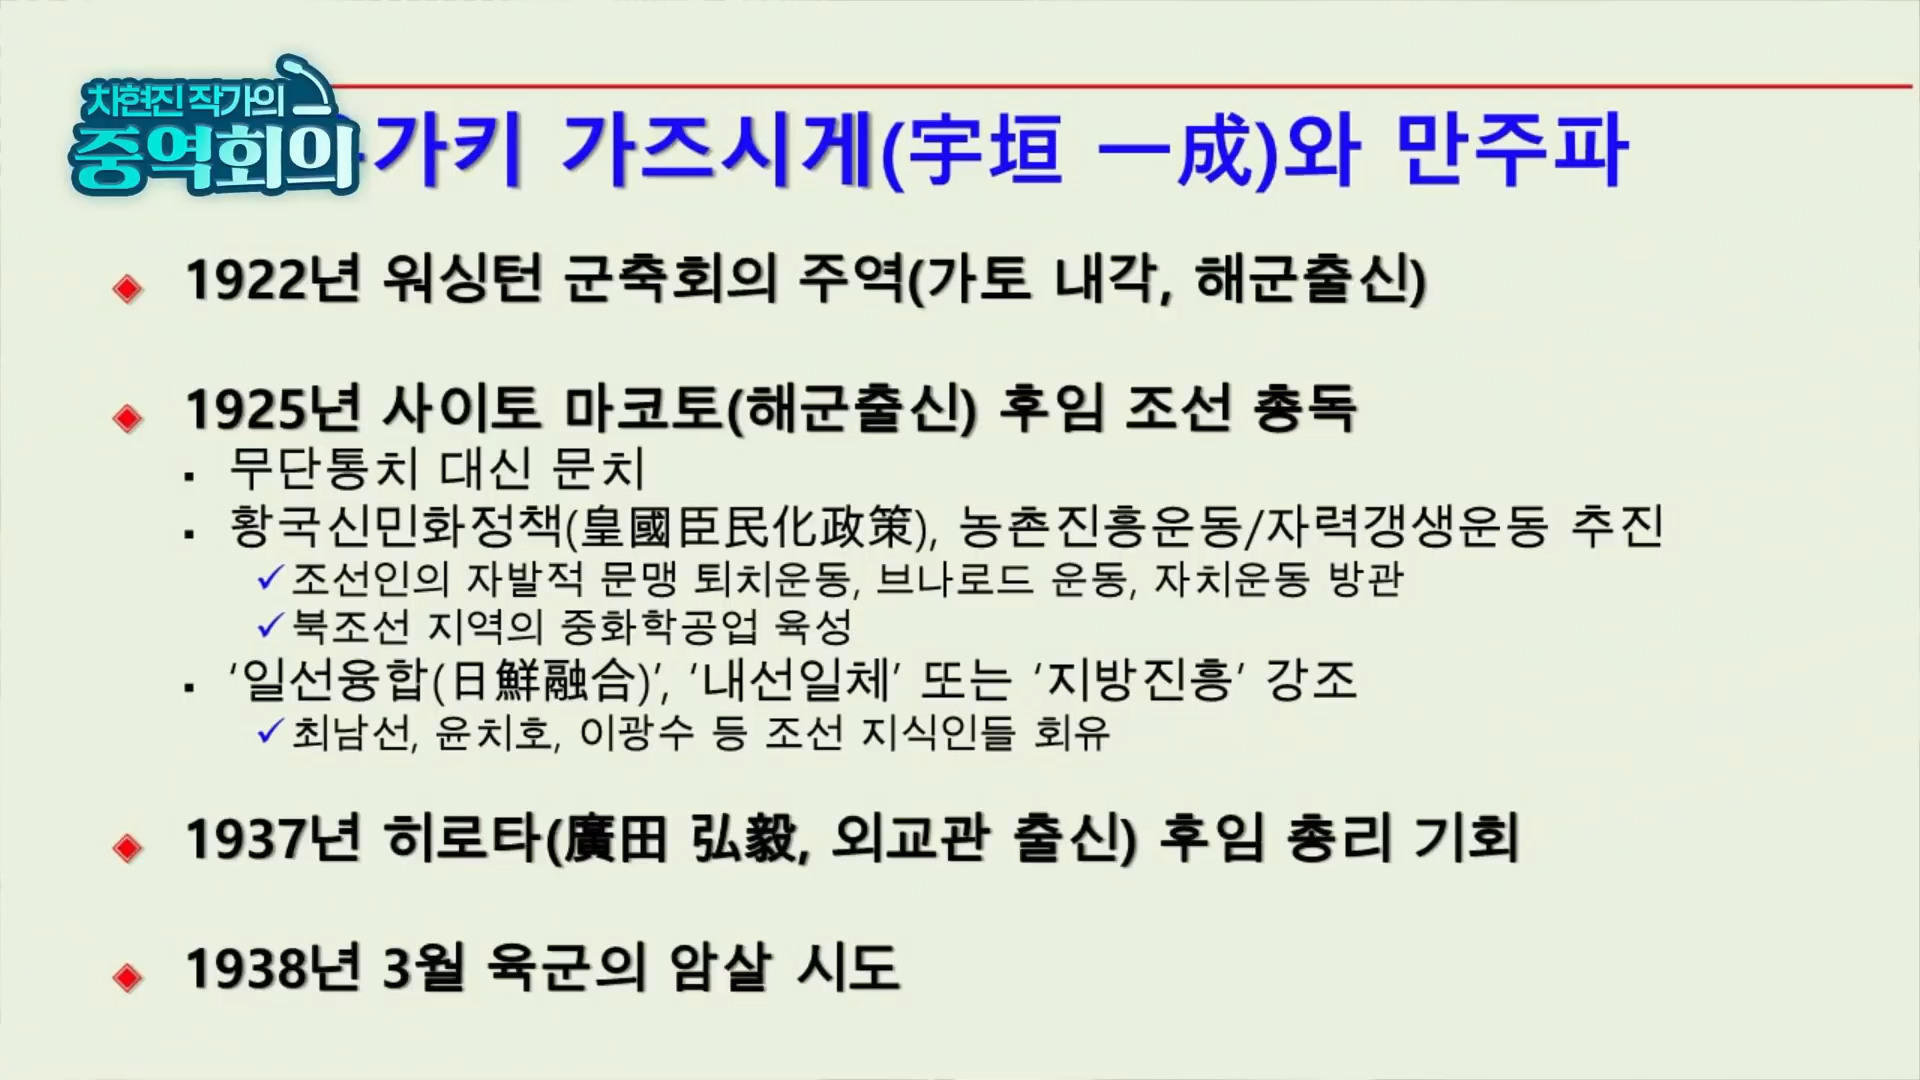 차현진 작가의
중역회의
가키 가즈시게(宇垣 一成)와 만주파
1922년 워싱턴 군축회의 주역(가토 내각, 해군출신)
1925년 사이토 마코토(해군출신) 후임 조선 총독
▪ 무단통치 대신 문치
▪ 황국신민화정책(皇國臣民化政策), 농촌진흥운동/자력갱생운동 추진
✓조선인의 자발적 문맹 퇴치운동, 브나로드 운동, 자치운동 방관
✓북조선 지역의 중화학공업 육성
▪ ‘일선융합(日鮮融合)’, ‘내선일체’ 또는 ‘지방진흥‘ 강조
✓최남선, 윤치호, 이광수 등 조선 지식인들 회유
1937년 히로타(廣田 弘毅, 외교관 출신) 후임 총리 기회
1938년 3월 육군의 암살 시도